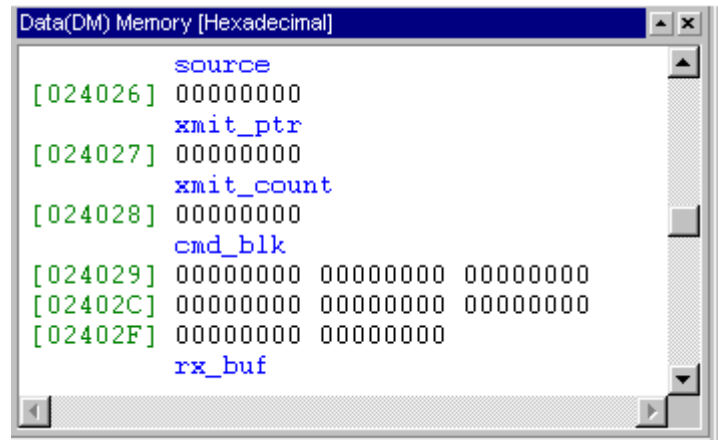 Data(DM) Memory [Hexadecimal]
source
[024026] 00000000
xmit_ptr
[024027] 00000000
xmit_count
[024028] 00000000
cmd_blk
[024029] 00000000 00000000 00000000
[02402C] 00000000 00000000 00000000
[02402F] 00000000 00000000
rx_buf